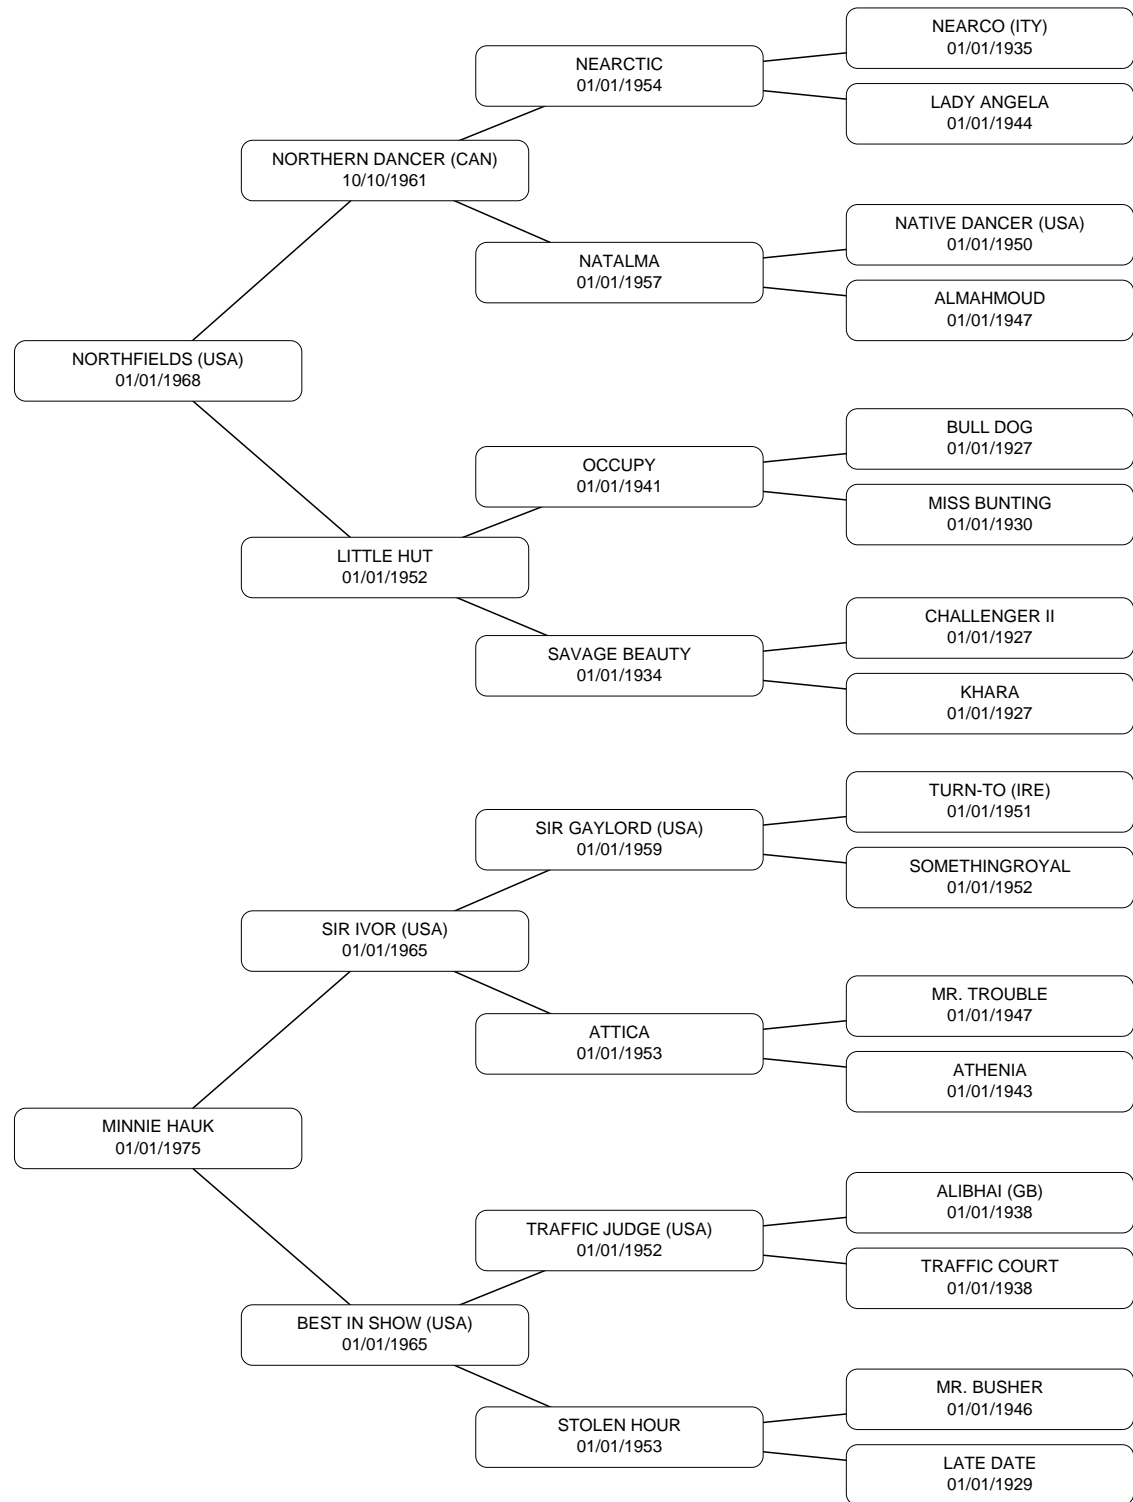 NEARCO (ITY)
01/01/1935
NEARCTIC
01/01/1954
LADY ANGELA
01/01/1944
NORTHERN DANCER (CAN)
10/10/1961
NATIVE DANCER (USA)
01/01/1950
NATALMA
01/01/1957
ALMAHMOUD
01/01/1947
NORTHFIELDS (USA)
01/01/1968
BULL DOG
01/01/1927
OCCUPY
01/01/1941
MISS BUNTING
01/01/1930
LITTLE HUT
01/01/1952
CHALLENGER II
01/01/1927
SAVAGE BEAUTY
01/01/1934
KHARA
01/01/1927
TURN-TO (IRE)
01/01/1951
SIR GAYLORD (USA)
01/01/1959
SOMETHINGROYAL
01/01/1952
SIR IVOR (USA)
01/01/1965
MR. TROUBLE
01/01/1947
ATTICA
01/01/1953
ATHENIA
01/01/1943
MINNIE HAUK
01/01/1975
ALIBHAI (GB)
01/01/1938
TRAFFIC JUDGE (USA)
01/01/1952
TRAFFIC COURT
01/01/1938
BEST IN SHOW (USA)
01/01/1965
MR. BUSHER
01/01/1946
STOLEN HOUR
01/01/1953
LATE DATE
01/01/1929